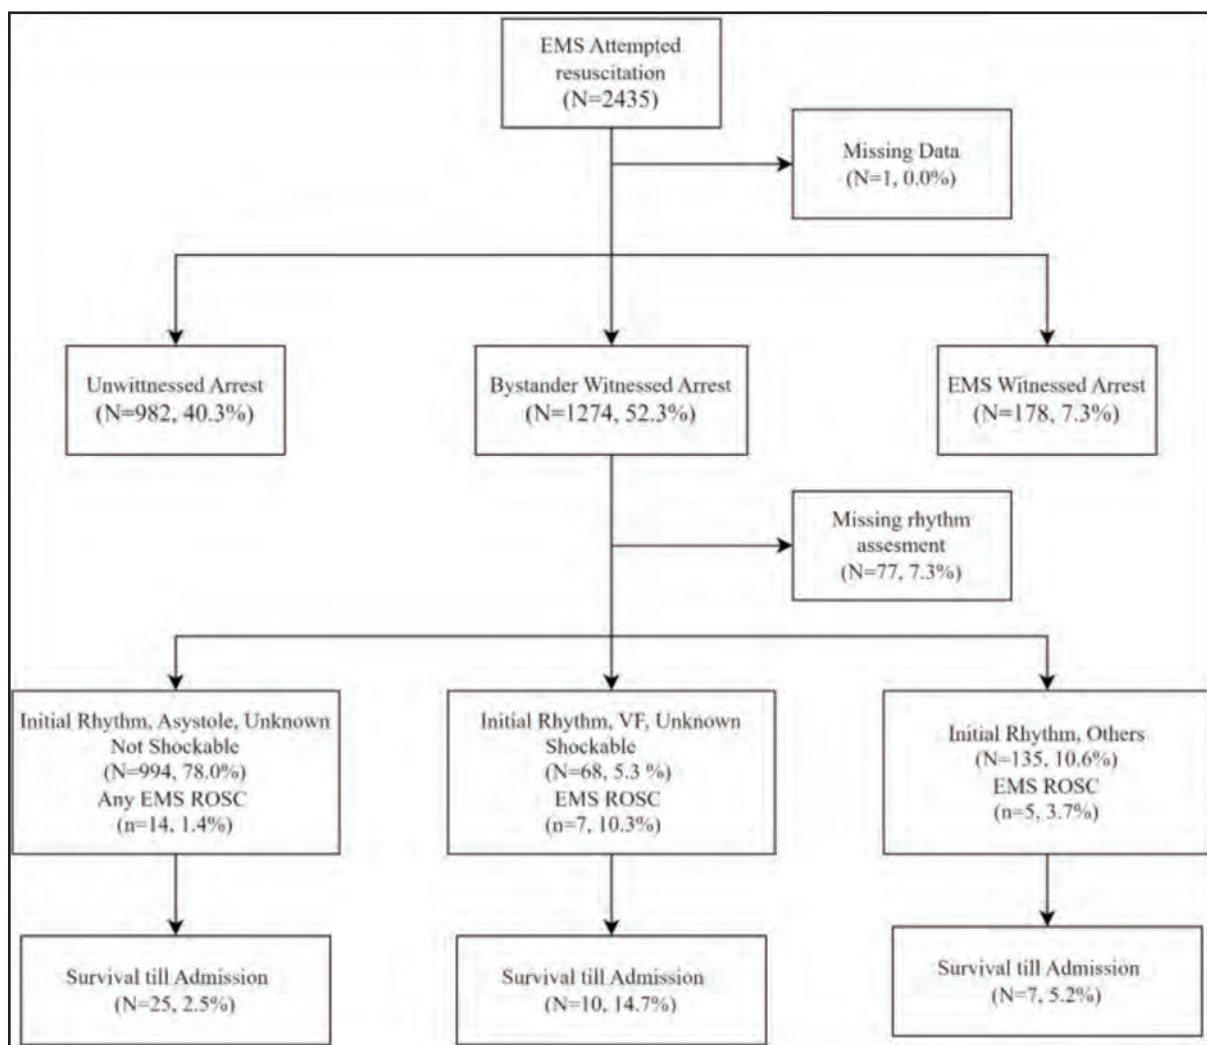 EMS Attempted
resuscitation
(N=2435)
Missing Data
(N=1, 0.0%)
Unwittnessed Arrest
(N=982, 40.3%)
Bystander Witnessed Arrest
(N=1274, 52.3%)
EMS Witnessed Arrest
(N=178, 7.3%)
Missing rhythm
assesment
(N=77, 7.3%)
Initial Rhythm, Asystole, Unknown
Not Shockable
(N=994, 78.0%)
Any EMS ROSC
(n=14, 1.4%)
Initial Rhythm, VF, Unknown
Shockable
(N=68, 5.3 %)
EMS ROSC
n=7, 10.3%)
Initial Rhythm, Others
(N=135, 10.6%)
EMS ROSC
n=5, 3.7%)
Survival till Admission
(N=25, 2.5%)
Survival till Admission
(N=10, 14.7%)
Survival till Admission
(N=7, 5.2%)